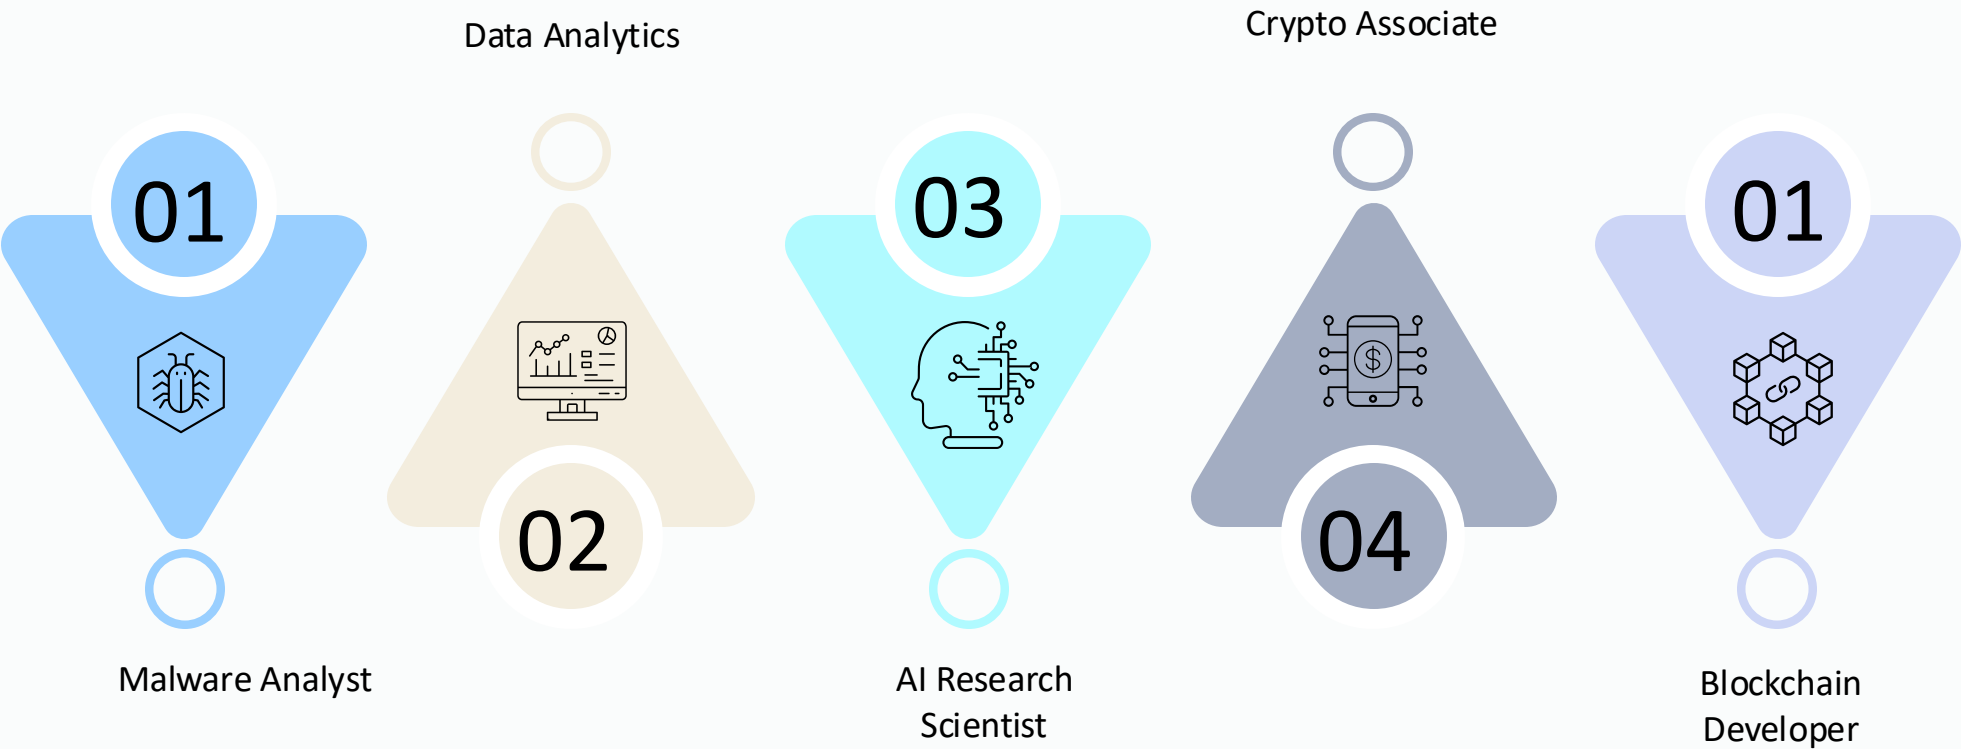 Data Analytics
Crypto Associate
01
03
01
02
04
Malware Analyst
AI Research
Scientist
Blockchain
Developer